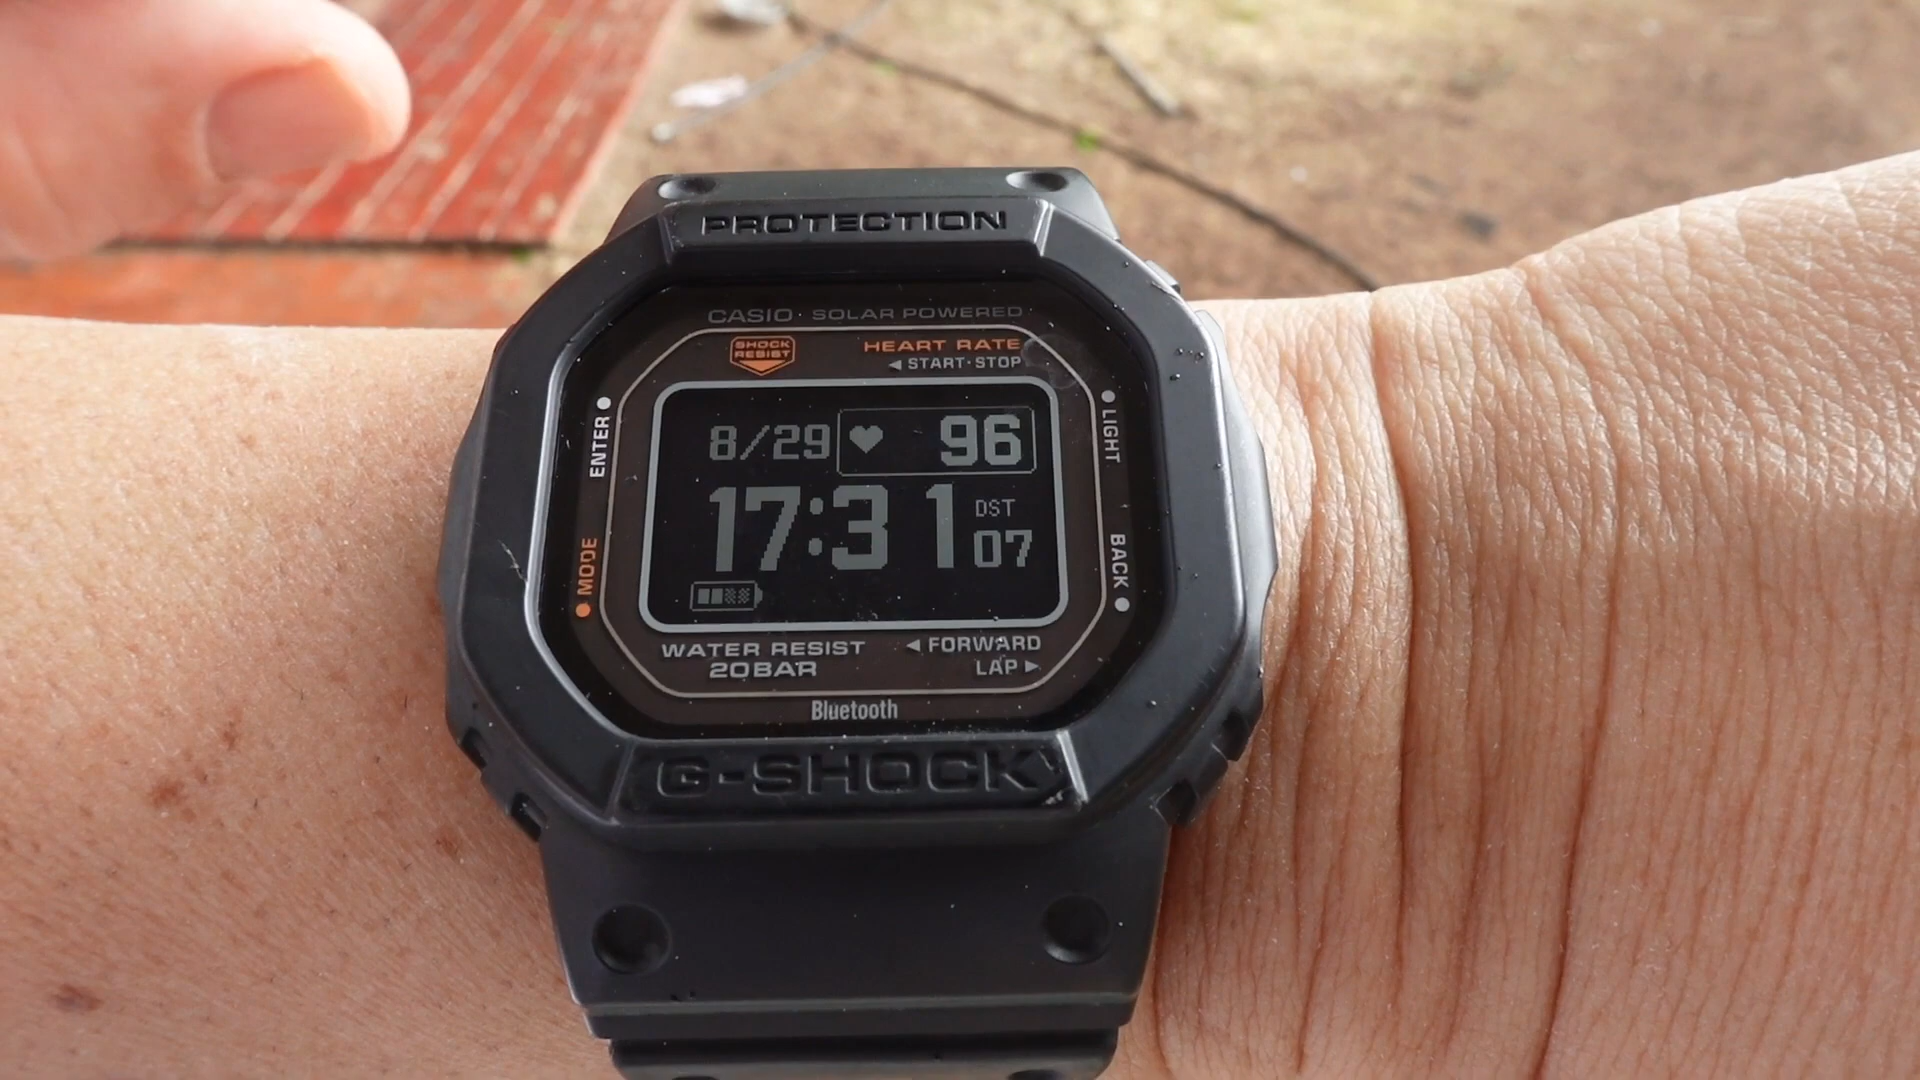 PROTECTION
CASIO · SOLAR POWERED
SHOCK
RESIST
HEART RATE
◀ START·STOP
ENTER
LIGHT
8/29 ♥ 96
17:31 DST
07
MODE
BACK
WATER RESIST
20BAR
◀ FORWARD
LAP ▶
Bluetooth
G-SHOCK